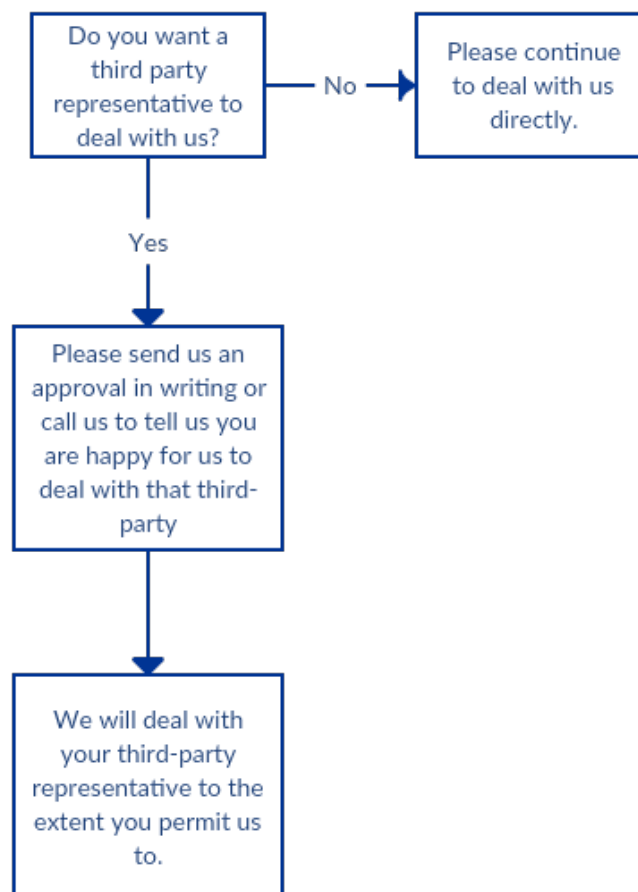 Do you want a
third party
representative to
deal with us?
No
Please continue
to deal with us
directly.
Yes
Please send us an
approval in writing or
call us to tell us you
are happy for us to
deal with that third-
party
We will deal with
your third-party
representative to the
extent you permit us
to.